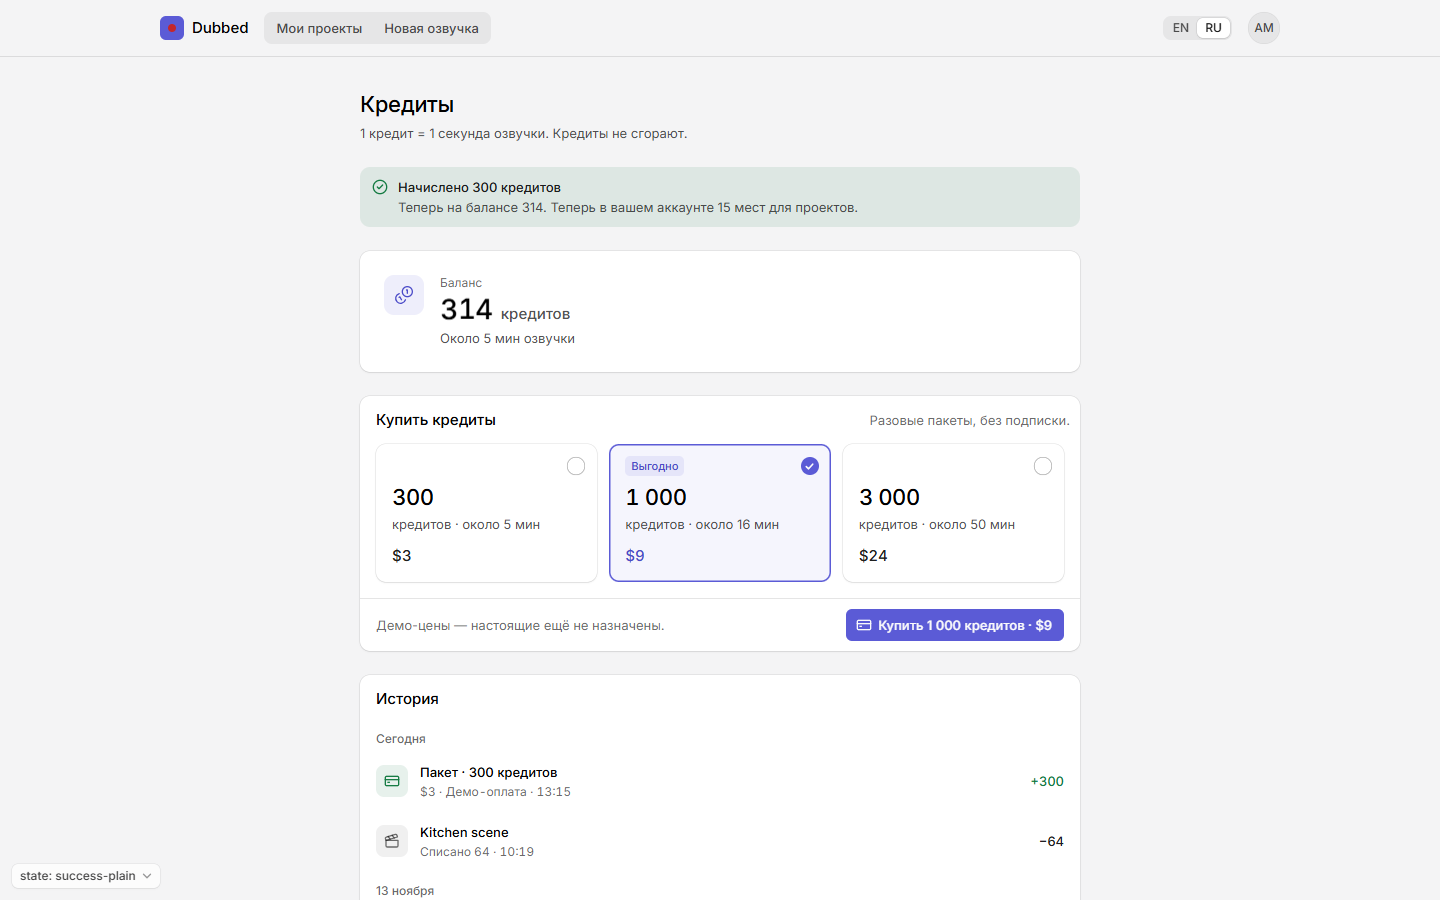 Dubbed
Мои проекты
Новая озвучка
EN
RU
AM
Кредиты
1 кредит = 1 секунда озвучки. Кредиты не сгорают.
Начислено 300 кредитов
Теперь на балансе 314. Теперь в вашем аккаунте 15 мест для проектов.
Баланс
314 кредитов
Около 5 мин озвучки
Купить кредиты
Разовые пакеты, без подписки.
300
кредитов · около 5 мин
$3
Выгодно
1 000
кредитов · около 16 мин
$9
3 000
кредитов · около 50 мин
$24
Демо-цены — настоящие ещё не назначены.
Купить 1 000 кредитов · $9
История
Сегодня
Пакет · 300 кредитов
$3 · Демо-оплата · 13:15
+300
Kitchen scene
Списано 64 · 10:19
−64
13 ноября
state: success-plain